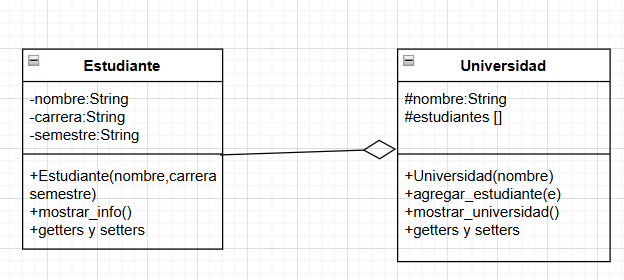 Estudiante
-nombre:String
-carrera:String
-semestre:String
+Estudiante(nombre,carrera
semestre)
+mostrar_info()
+getters y setters
Universidad
#nombre:String
#estudiantes []
+Universidad(nombre)
+agregar_estudiante(e)
+mostrar_universidad()
+getters y setters